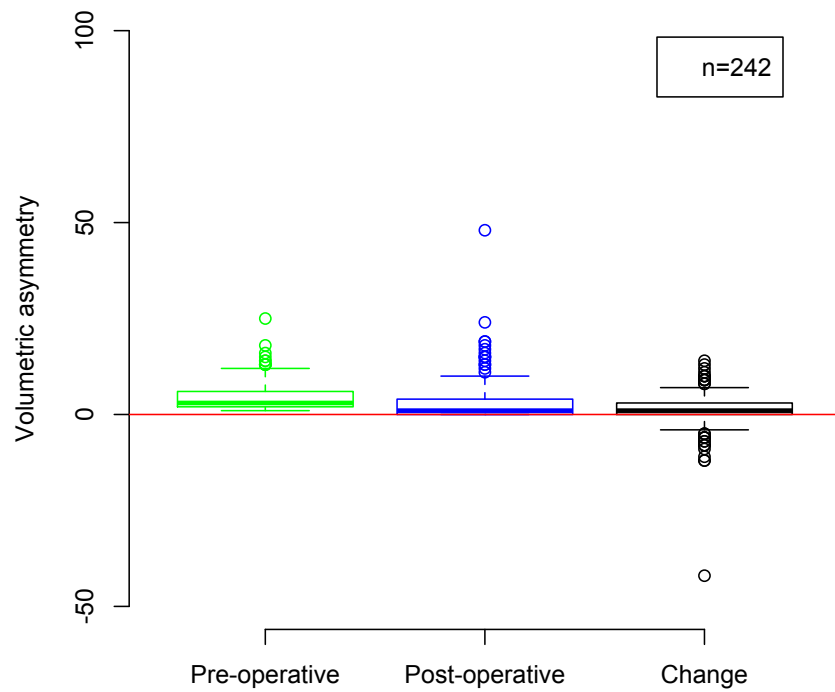 100
n=242
50
Volumetric asymmetry
0
-50
Pre-operative
Post-operative
Change